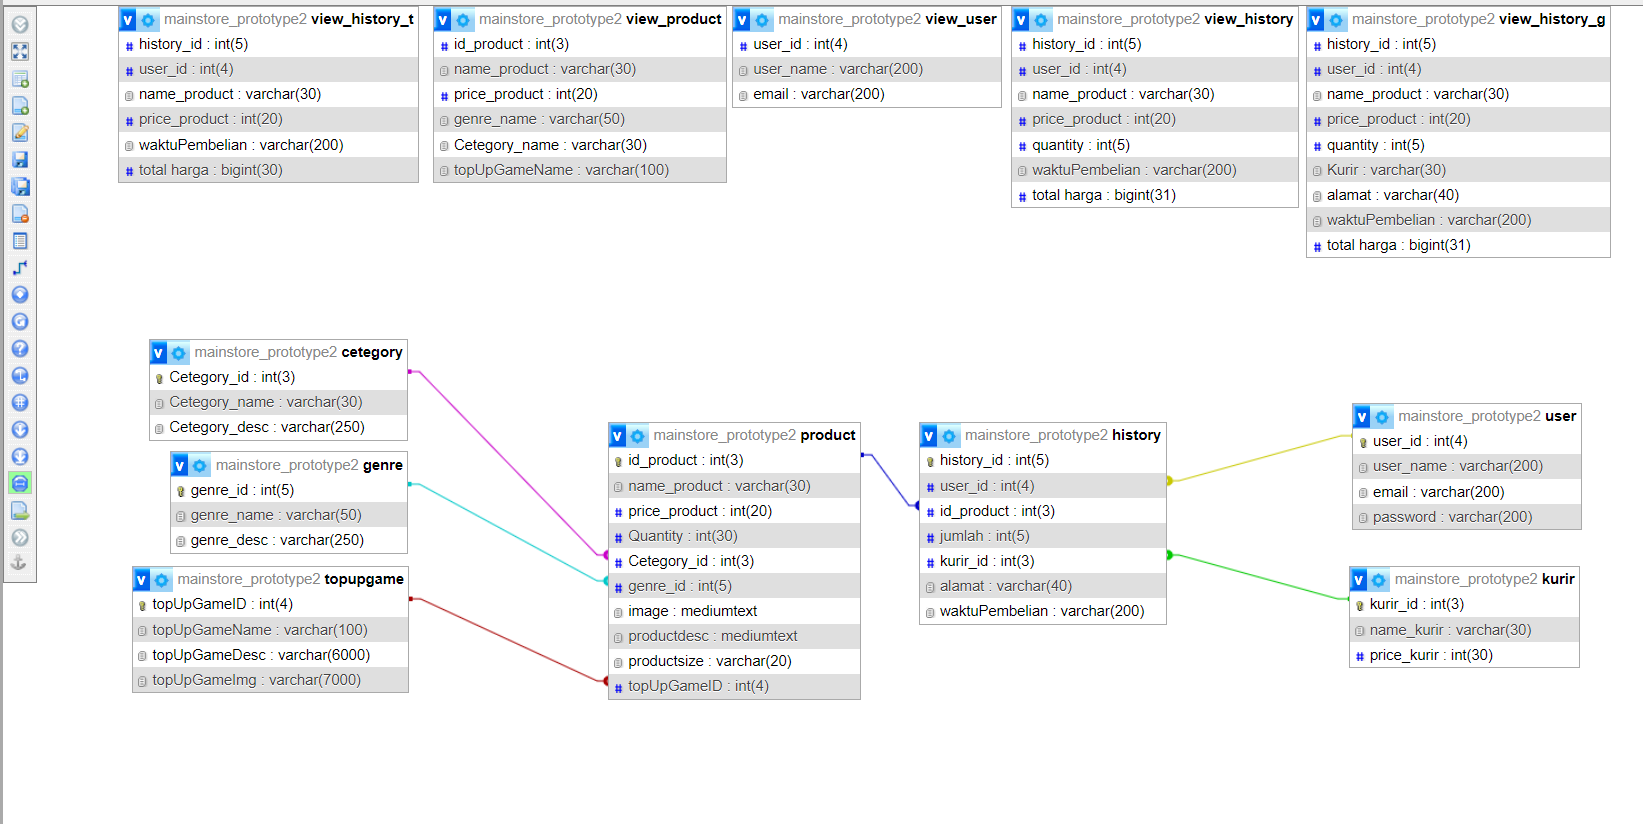 mainstore_prototype2 view_history_t
history_id : int(5)
user_id : int(4)
name_product : varchar(30)
price_product : int(20)
waktuPembelian : varchar(200)
total harga : bigint(30)
mainstore_prototype2 view_product
id_product : int(3)
name_product : varchar(30)
price_product : int(20)
genre_name : varchar(50)
Cetegory_name : varchar(30)
topUpGameName : varchar(100)
mainstore_prototype2 view_user
user_id : int(4)
user_name : varchar(200)
email : varchar(200)
mainstore_prototype2 view_history
history_id : int(5)
user_id : int(4)
name_product : varchar(30)
price_product : int(20)
quantity : int(5)
waktuPembelian : varchar(200)
total harga : bigint(31)
mainstore_prototype2 view_history_g
history_id : int(5)
user_id : int(4)
name_product : varchar(30)
price_product : int(20)
quantity : int(5)
Kurir : varchar(30)
alamat : varchar(40)
waktuPembelian : varchar(200)
total harga : bigint(31)
mainstore_prototype2 cetegory
Cetegory_id : int(3)
Cetegory_name : varchar(30)
Cetegory_desc : varchar(250)
mainstore_prototype2 genre
genre_id : int(5)
genre_name : varchar(50)
genre_desc : varchar(250)
mainstore_prototype2 topupgame
topUpGameID : int(4)
topUpGameName : varchar(100)
topUpGameDesc : varchar(6000)
topUpGameImg : varchar(7000)
mainstore_prototype2 product
id_product : int(3)
name_product : varchar(30)
price_product : int(20)
Quantity : int(30)
Cetegory_id : int(3)
genre_id : int(5)
image : mediumtext
productdesc : mediumtext
productsize : varchar(20)
topUpGameID : int(4)
mainstore_prototype2 history
history_id : int(5)
user_id : int(4)
id_product : int(3)
jumlah : int(5)
kurir_id : int(3)
alamat : varchar(40)
waktuPembelian : varchar(200)
mainstore_prototype2 user
user_id : int(4)
user_name : varchar(200)
email : varchar(200)
password : varchar(200)
mainstore_prototype2 kurir
kurir_id : int(3)
name_kurir : varchar(30)
price_kurir : int(30)